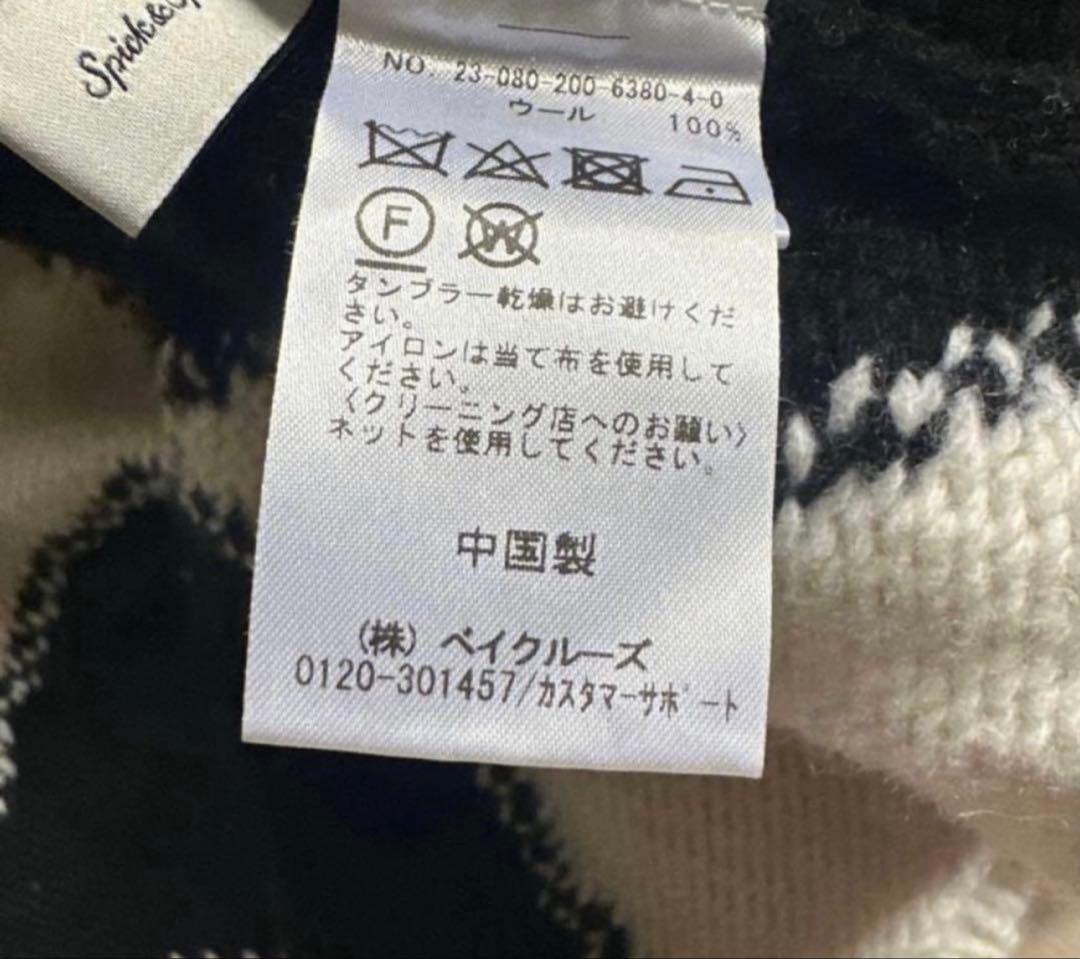 Spick&
NO. 23-080-200-6380-4-0
ウール 100%
F W
タンブラー乾燥はお避けくだ
さい。
アイロンは当て布を使用して
ください。
〈クリーニング店へのお願い〉
ネットを使用してください。
中国製
(株) ベイクルーズ
0120-301457/カスタマーサポート